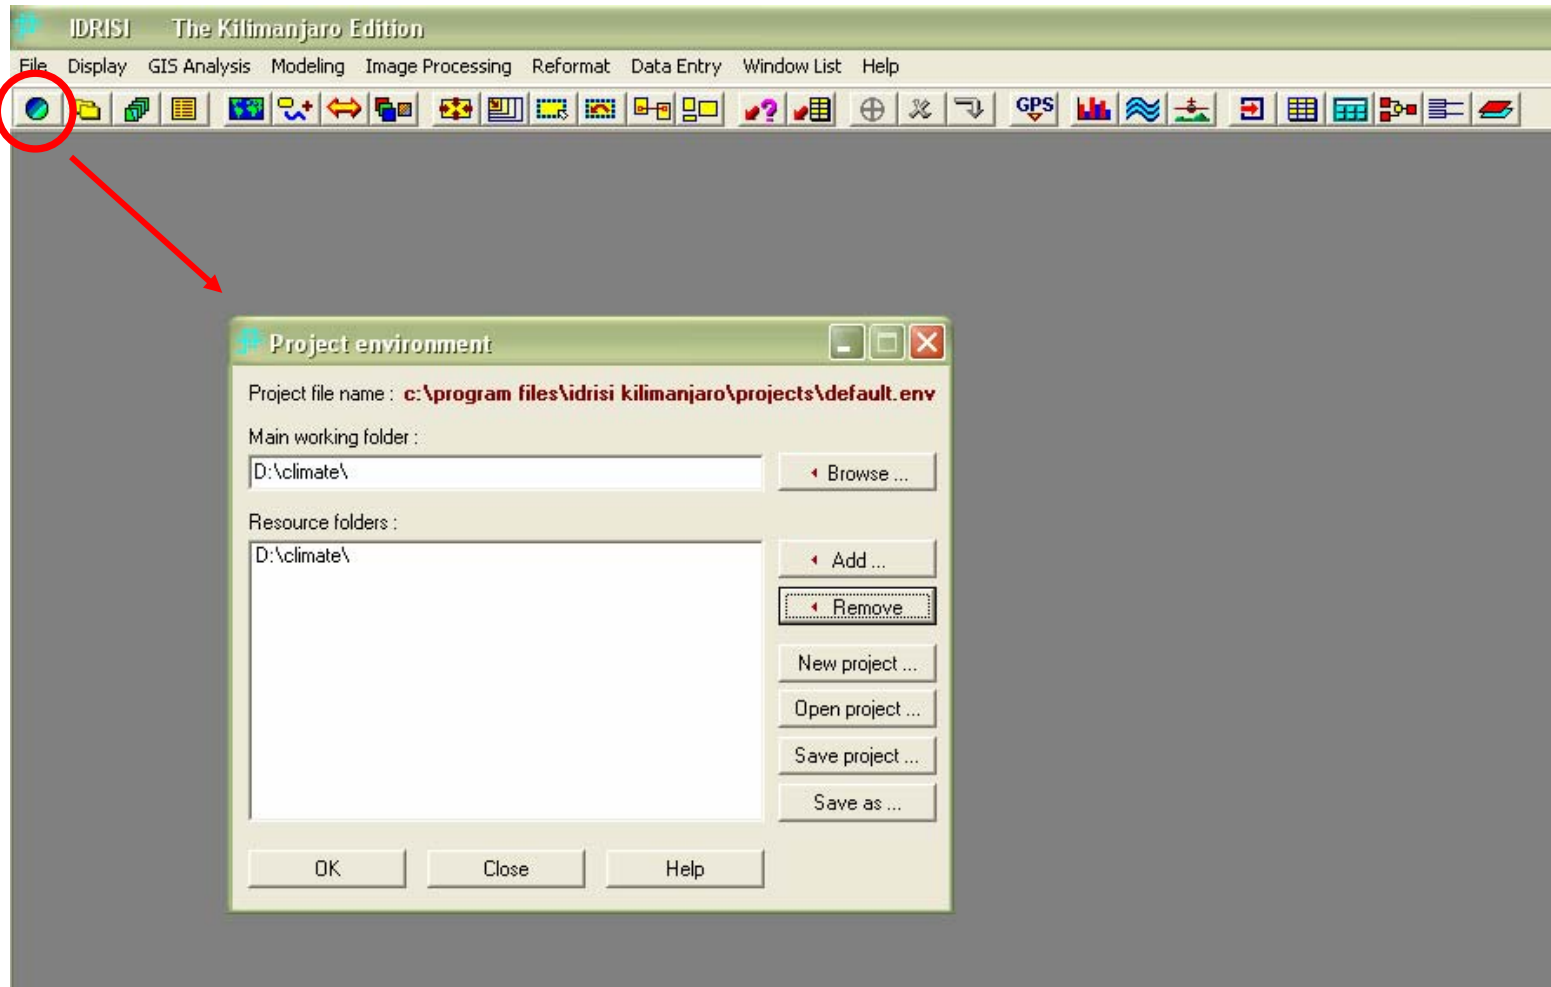 IDRISI The Kilimanjaro Edition
File Display GIS Analysis Modeling Image Processing Reformat Data Entry Window List Help
GPS
Project environment
Project file name : c:\program files\idrisi kilimanjaro\projects\default.env
Main working folder :
D:\climate\
Browse ...
Resource folders :
D:\climate\
Add ...
Remove
New project ...
Open project ...
Save project ...
Save as ...
OK Close Help